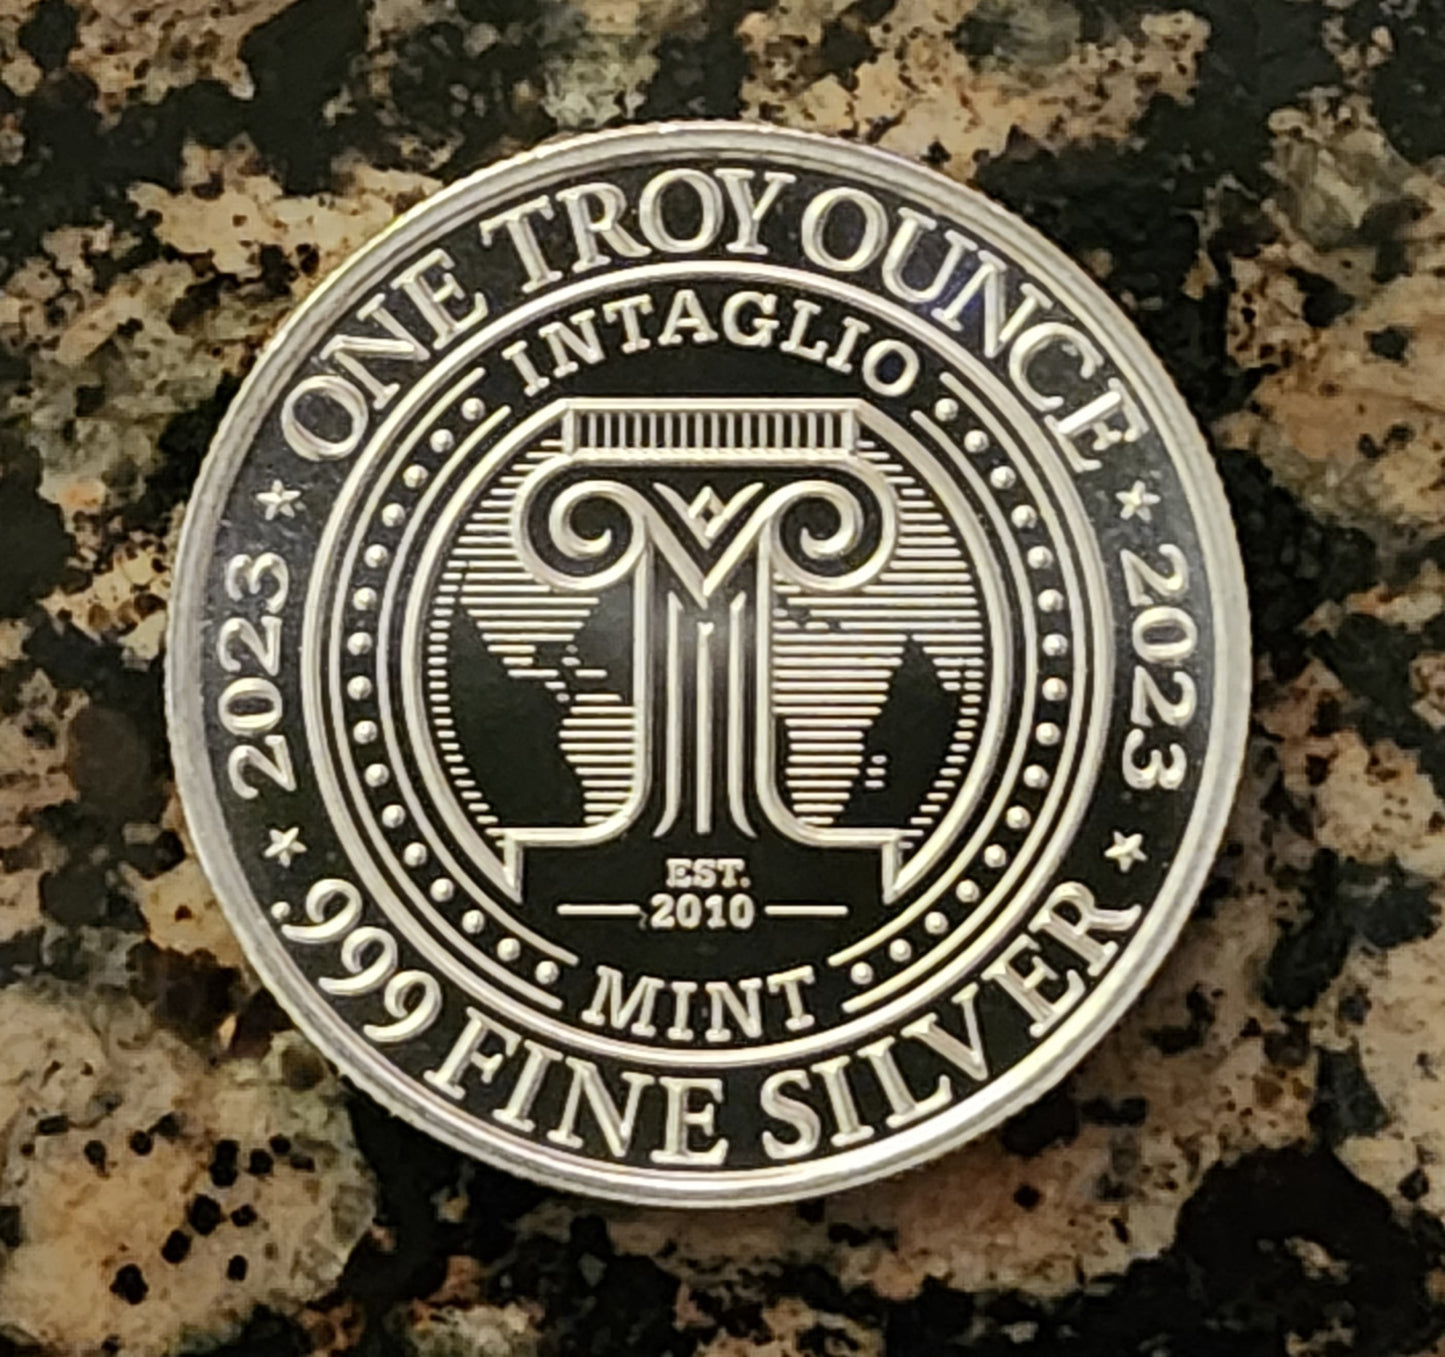 ONE TROY OUNCE
2023
2023
.999 FINE SILVER
INTAGLIO
EST.
2010
MINT